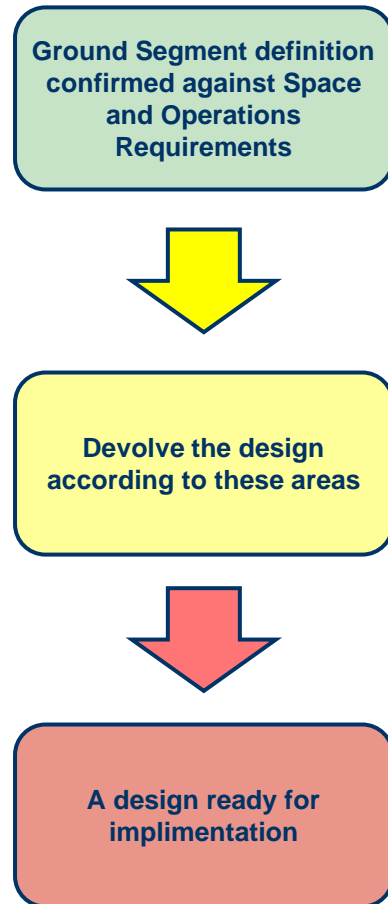 Ground Segment definition
confirmed against Space
and Operations
Requirements
Devolve the design
according to these areas
A design ready for
implimentation